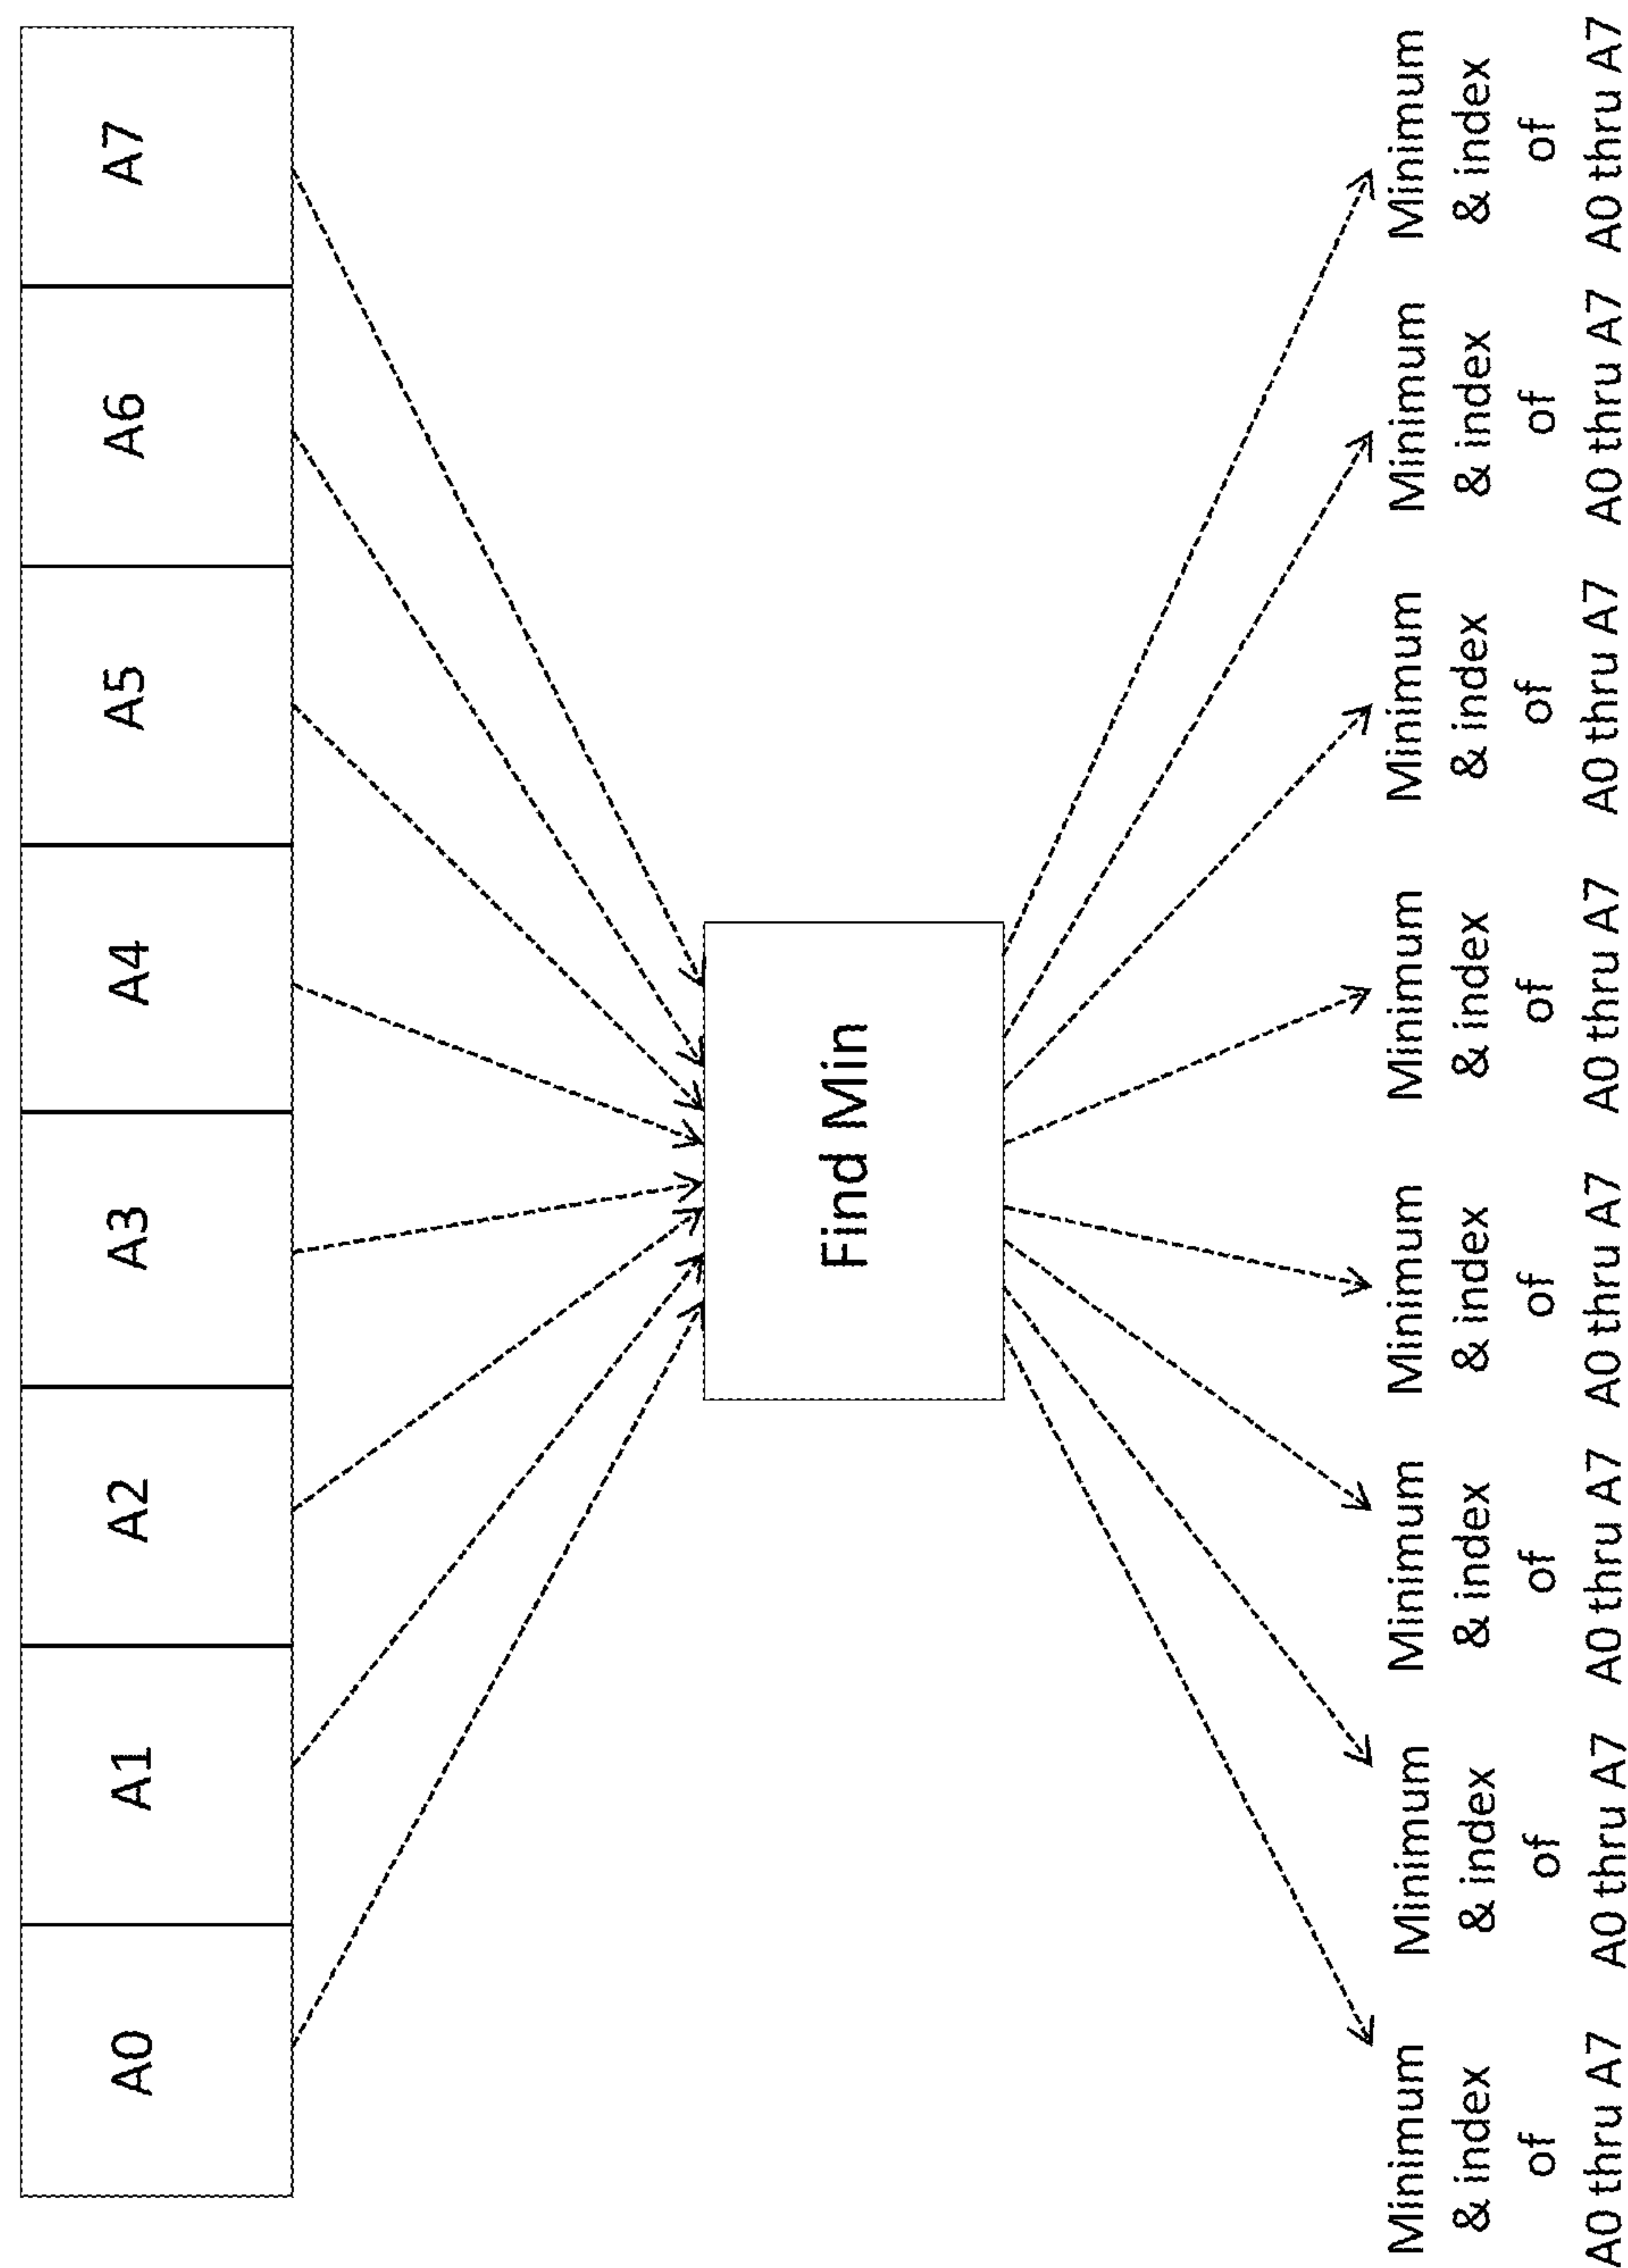 A0
A1
A2
A3
A4
A5
A6
A7
Find Min
Minimum
& index
of
A0 thru A7
Minimum
& index
of
A0 thru A7
Minimum
& index
of
A0 thru A7
Minimum
& index
of
A0 thru A7
Minimum
& index
of
A0 thru A7
Minimum
& index
of
A0 thru A7
Minimum
& index
of
A0 thru A7
Minimum
& index
of
A0 thru A7